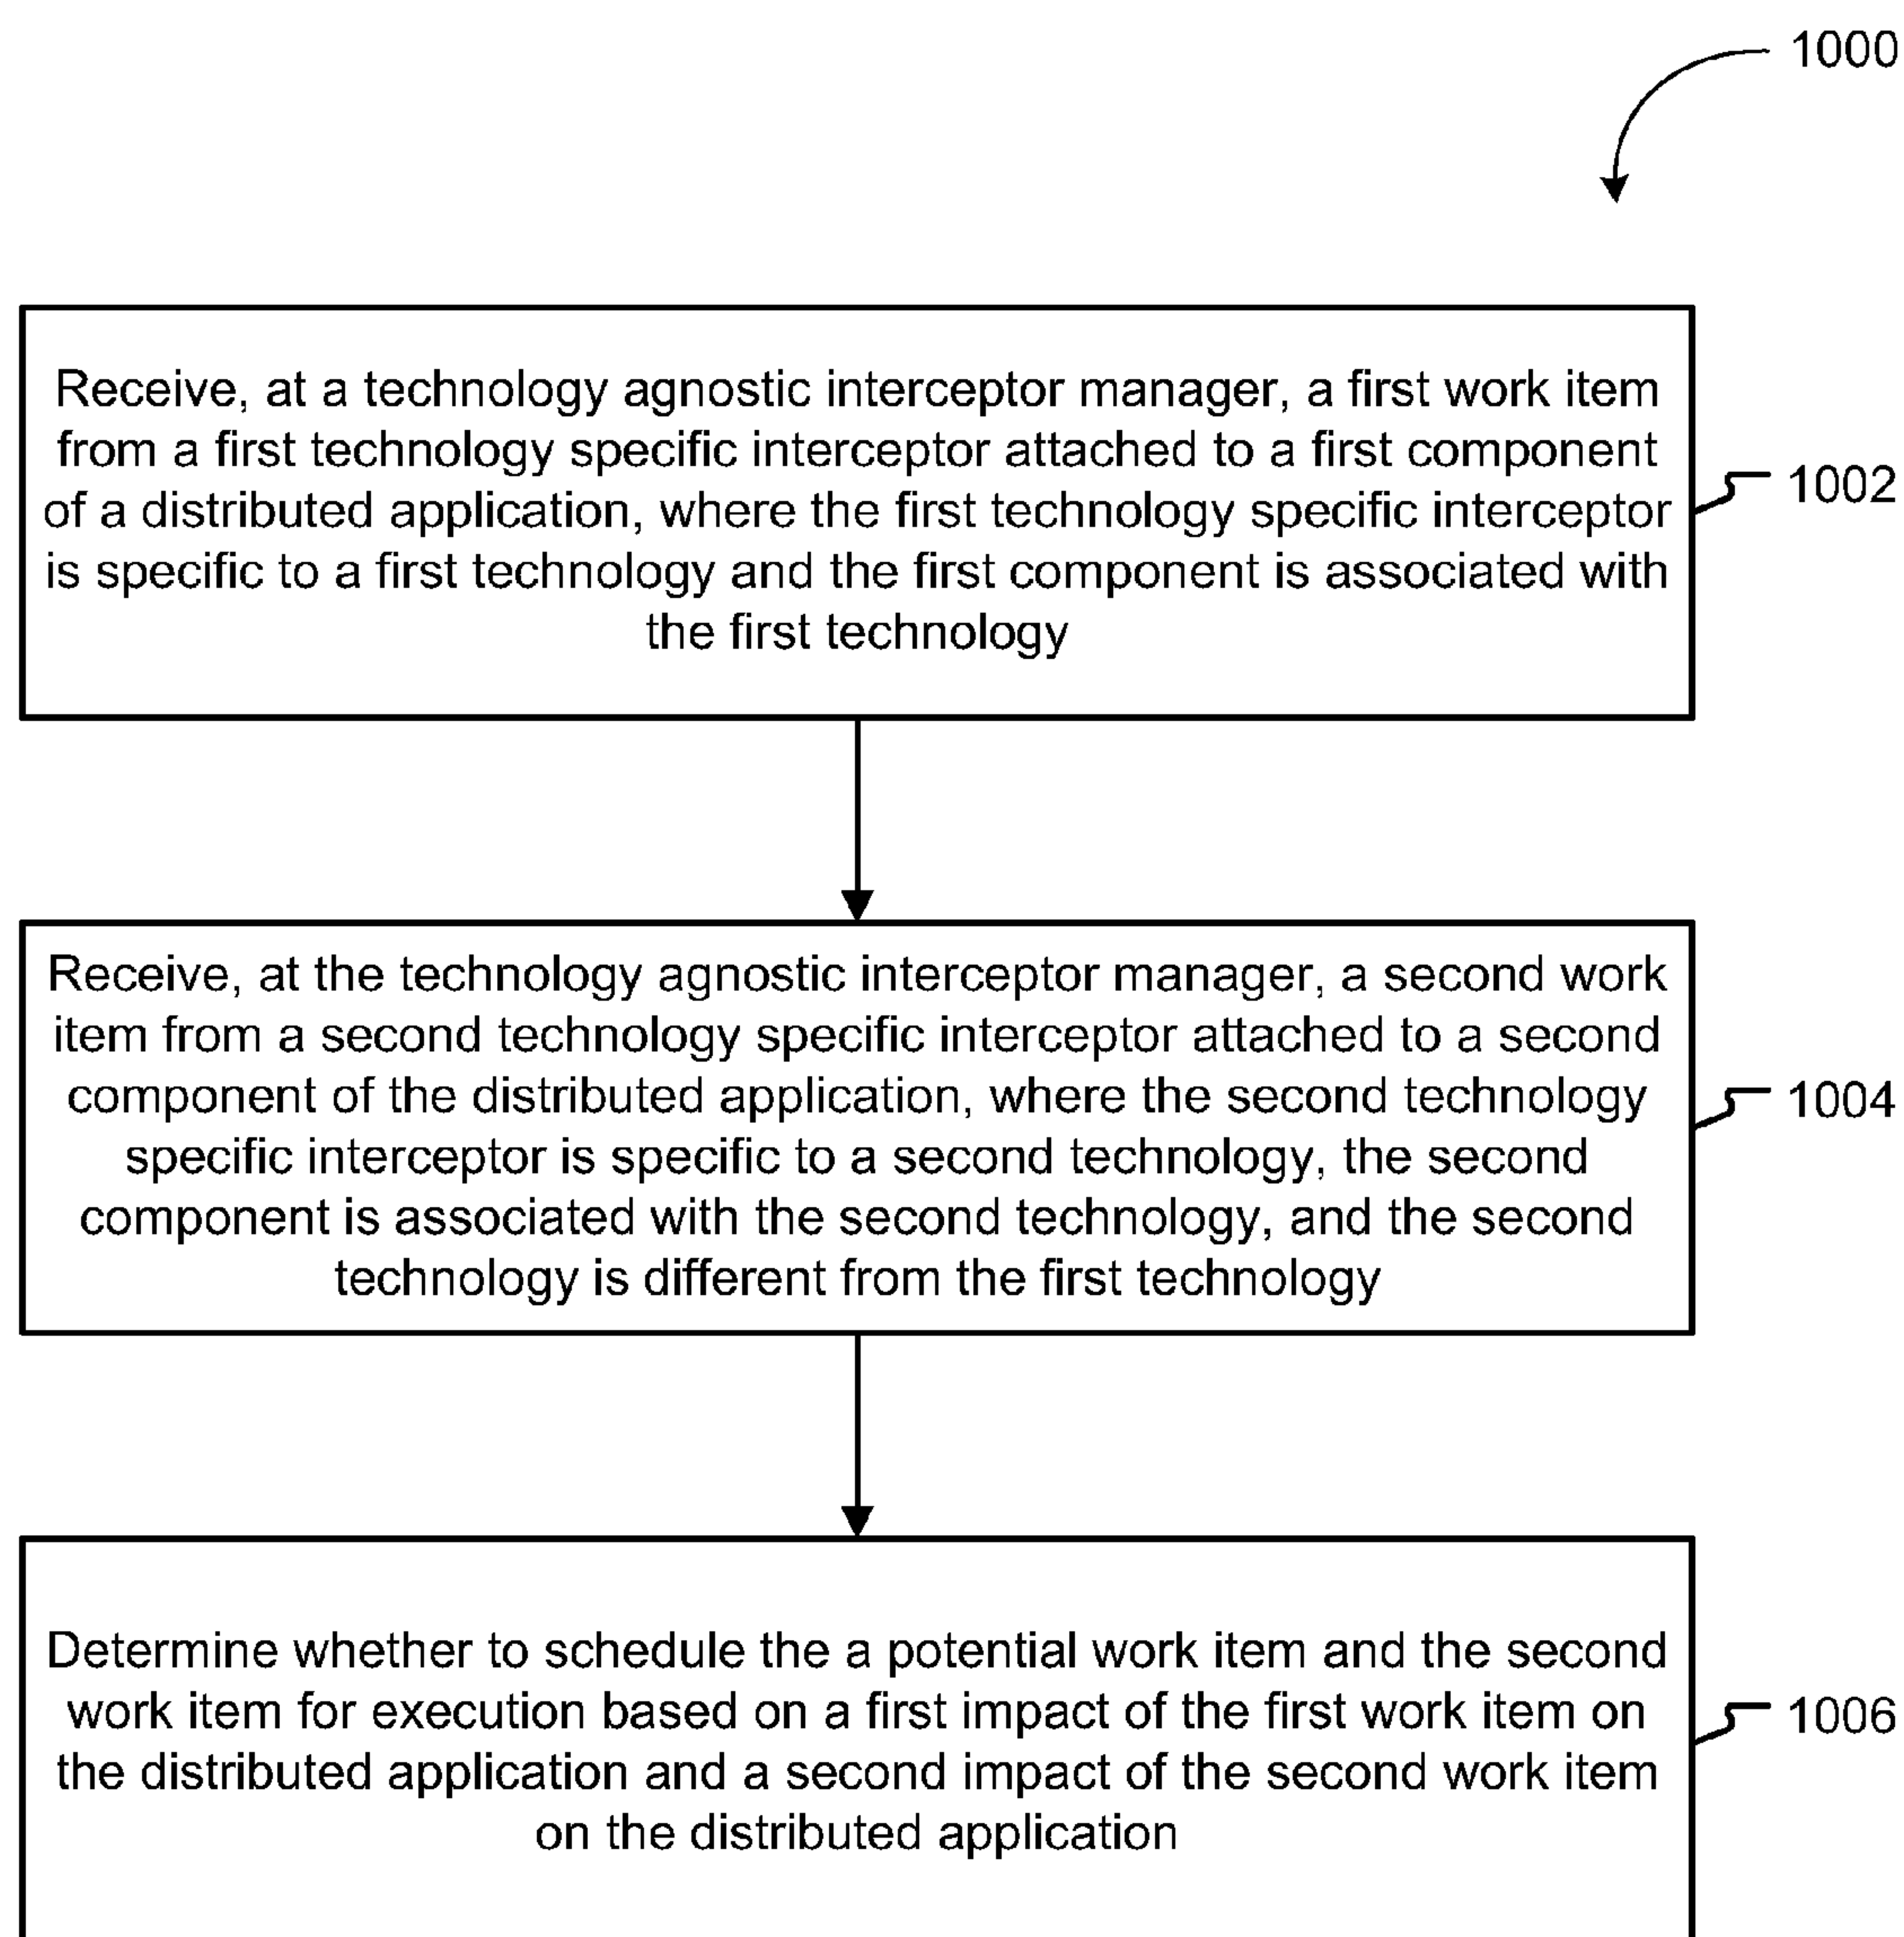 1000
Receive, at a technology agnostic interceptor manager, a first work item
from a first technology specific interceptor attached to a first component
of a distributed application, where the first technology specific interceptor
is specific to a first technology and the first component is associated with
the first technology
1002
Receive, at the technology agnostic interceptor manager, a second work
item from a second technology specific interceptor attached to a second
component of the distributed application, where the second technology
specific interceptor is specific to a second technology, the second
component is associated with the second technology, and the second
technology is different from the first technology
1004
Determine whether to schedule the a potential work item and the second
work item for execution based on a first impact of the first work item on
the distributed application and a second impact of the second work item
on the distributed application
1006